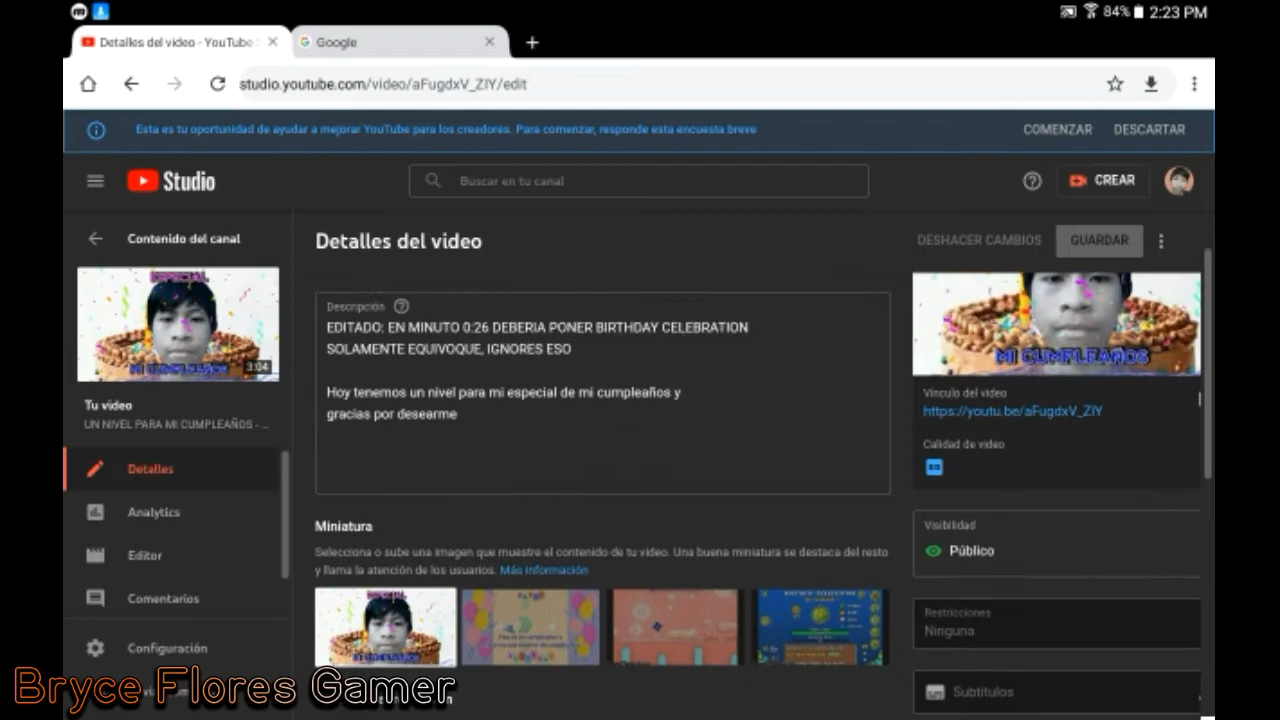 84% 2:23 PM
Detalles del video - YouTube S
Google
studio.youtube.com/video/aFugdxV_ZIY/edit
Esta es tu oportunidad de ayudar a mejorar YouTube para los creadores. Para comenzar, responde esta encuesta breve
COMENZAR
DESCARTAR
Studio
Buscar en tu canal
CREAR
Contenido del canal
Detalles del video
DESHACER CAMBIOS
GUARDAR
ESPECIAL
MI CUMPLEAÑOS
3:04
Tu video
UN NIVEL PARA MI CUMPLEAÑOS - ...
Descripción
EDITADO: EN MINUTO 0:26 DEBERIA PONER BIRTHDAY CELEBRATION
SOLAMENTE EQUIVOQUE, IGNORES ESO
Hoy tenemos un nivel para mi especial de mi cumpleaños y
gracias por desearme
MI CUMPLEAÑOS
Vínculo del video
https://youtu.be/aFugdxV_ZIY
Calidad de video
Detalles
Analytics
Editor
Comentarios
Configuración
Miniatura
Selecciona o sube una imagen que muestre el contenido de tu video. Una buena miniatura se destaca del resto
y llama la atención de los usuarios. Más información
ESPECIAL
Visibilidad
Público
Restricciones
Ninguna
Subtítulos
Bryce Flores Gamer